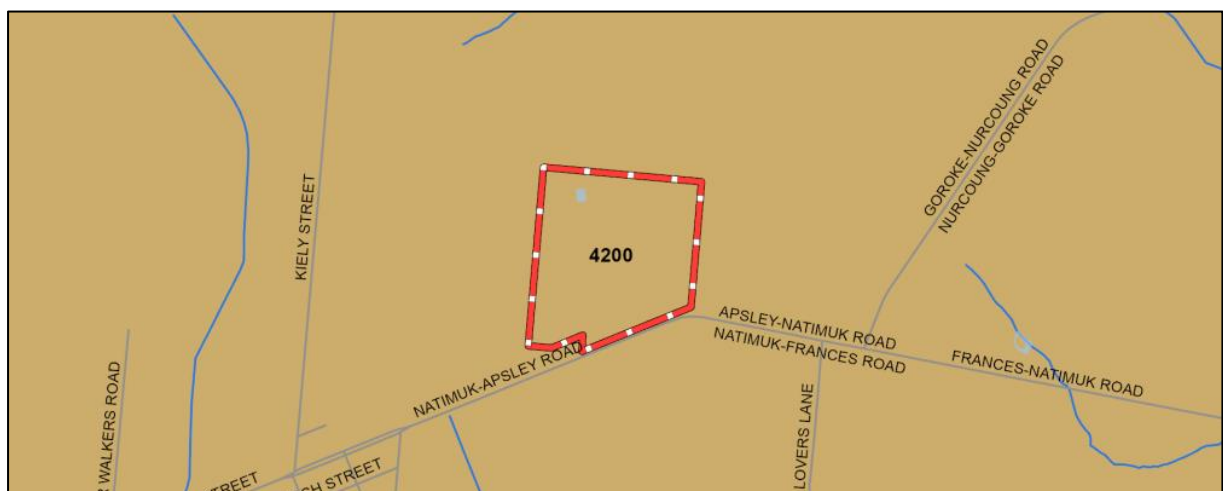 GOROKE-NURCOUNG ROAD
NURCOUNG-GOROKE ROAD
KIELY STREET
4200
APSLEY-NATIMUK ROAD
NATIMUK-FRANCES ROAD
FRANCES-NATIMUK ROAD
NATIMUK-APSLEY ROAD
WALKERS ROAD
LOVERS LANE
STREET